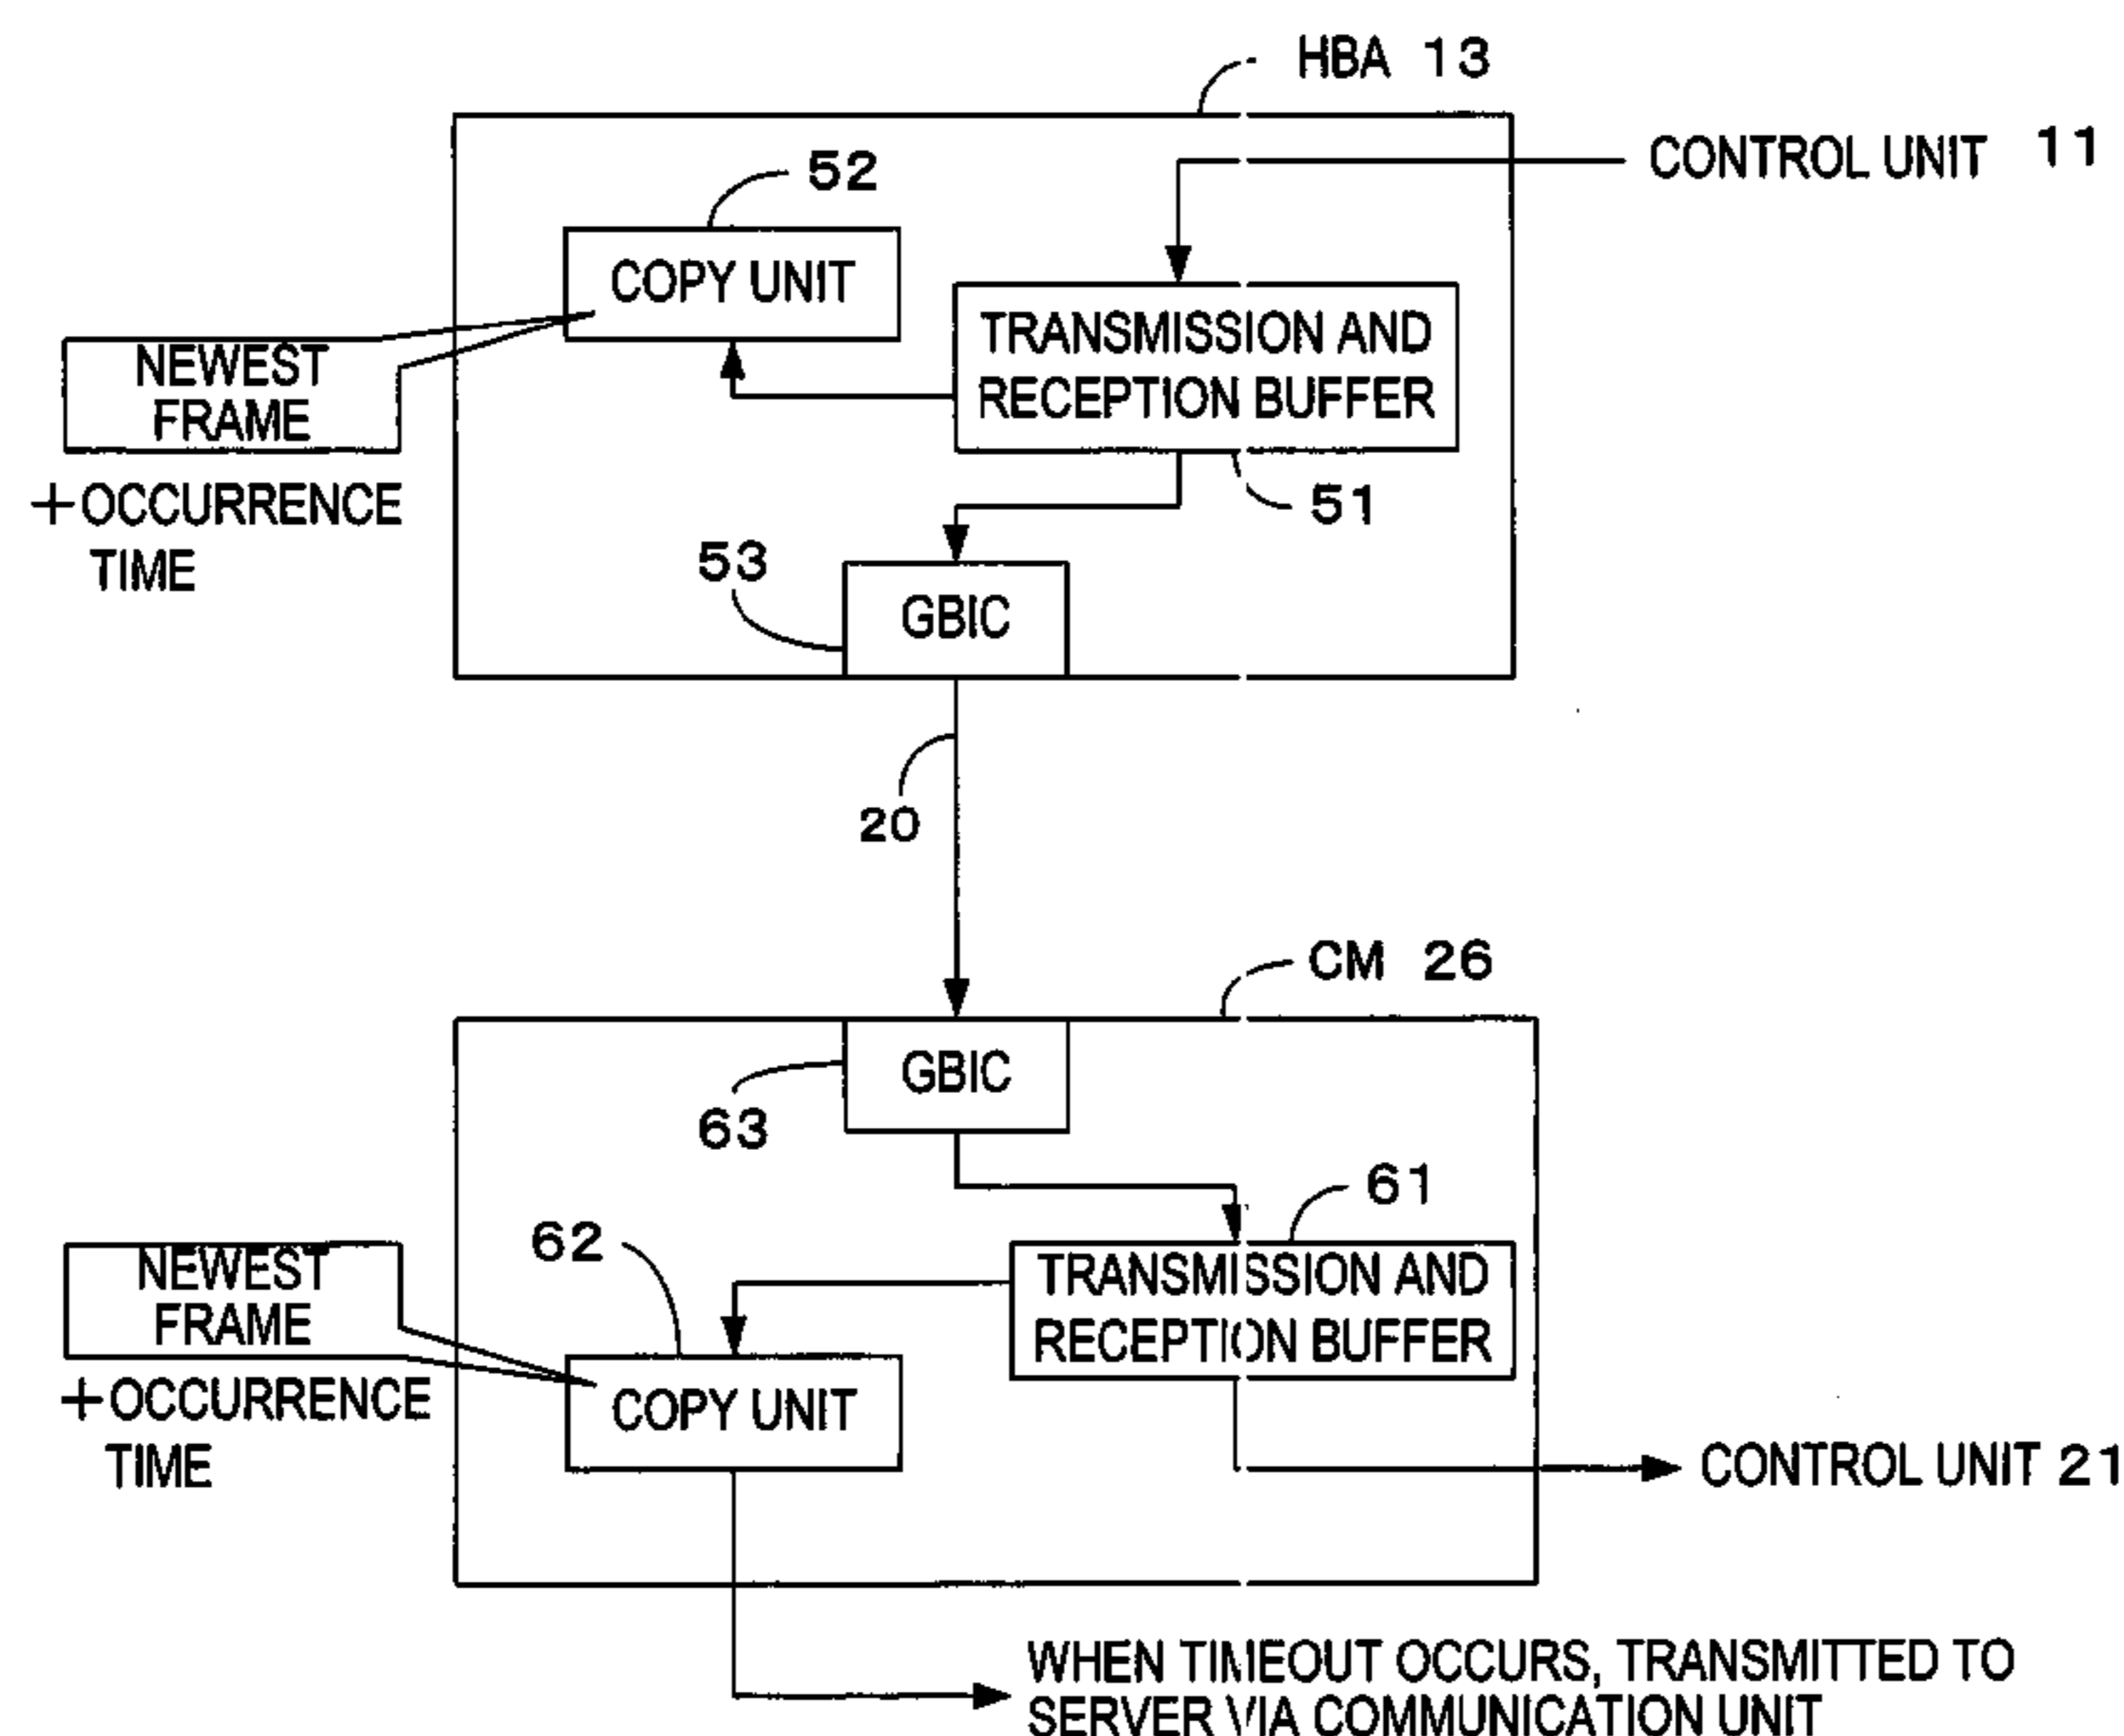 HBA 13
CONTROL UNIT 11
52
COPY UNIT
TRANSMISSION AND
RECEPTION BUFFER
NEWEST
FRAME
+OCCURRENCE
TIME
51
53
GBIC
20
CM 26
GBIC
63
61
62
TRANSMISSION AND
RECEPTION BUFFER
NEWEST
FRAME
+OCCURRENCE
TIME
COPY UNIT
CONTROL UNIT 21
WHEN TIMEOUT OCCURS, TRANSMITTED TO
SERVER VIA COMMUNICATION UNIT